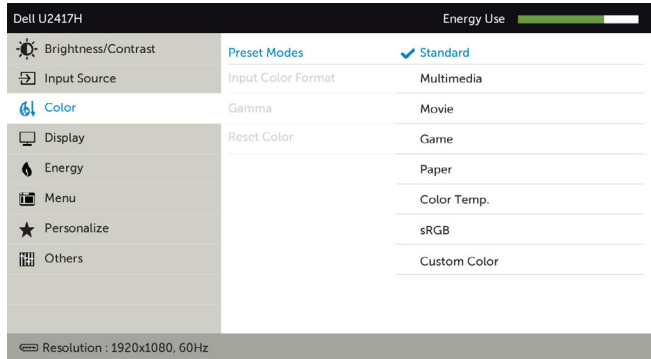 Dell U2417H Energy Use
Brightness/Contrast Preset Modes Standard
Input Source Input Color Format Multimedia
Color Gamma Movie
Display Reset Color Game
Energy Paper
Menu Color Temp.
Personalize sRGB
Others Custom Color
Resolution : 1920x1080, 60Hz